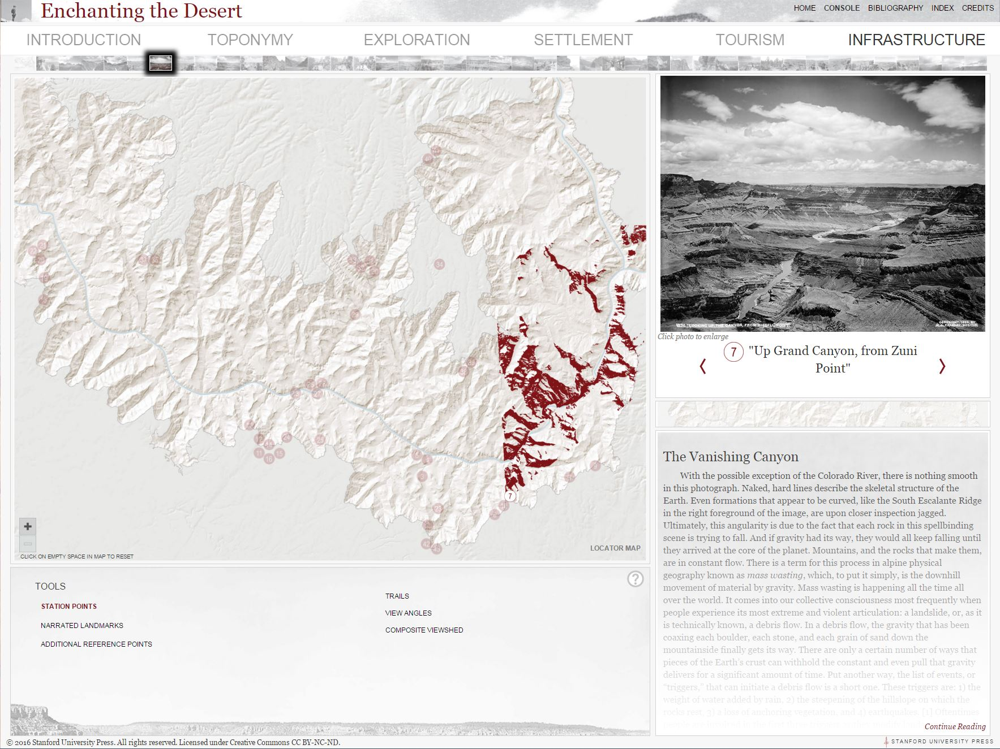 Enchanting the Desert
HOME CONSOLE BIBLIOGRAPHY INDEX CREDITS
INTRODUCTION TOPONYMY EXPLORATION SETTLEMENT TOURISM INFRASTRUCTURE
34
7
24
11
15
16
3
23
42
43
LOCATOR MAP
CLICK ON EMPTY SPACE IN MAP TO RESET
LOOKING UP THE CANYON, FROM BISSELL POINT.
Click photo to enlarge
7 "Up Grand Canyon, from Zuni
Point"
The Vanishing Canyon
With the possible exception of the Colorado River, there is nothing smooth
in this photograph. Naked, hard lines describe the skeletal structure of the
Earth. Even formations that appear to be curved, like the South Escalante Ridge
in the right foreground of the image, are upon closer inspection jagged.
Ultimately, this angularity is due to the fact that each rock in this spellbinding
scene is trying to fall. And if gravity had its way, they would all keep falling until
they arrived at the core of the planet. Mountains, and the rocks that make them,
are in constant flow. There is a term for this process in alpine physical
geography known as mass wasting, which, to put it simply, is the downhill
movement of material by gravity. Mass wasting is happening all the time all
over the world. It comes into our collective consciousness most frequently when
people experience its most extreme and violent articulation: a landslide, or, as it
is technically known, a debris flow. In a debris flow, the gravity that has been
coaxing each boulder, each stone, and each grain of sand down the
mountainside finally gets its way. There are only a certain number of ways that
pieces of the Earth's crust can withhold the constant and even pull that gravity
delivers for a significant amount of time. Put another way, the list of events, or
“triggers,” that can initiate a debris flow is a short one. These triggers are: 1) the
weight of water added by rain, 2) the steepening of the hillslope on which the
rocks rest, 3) a loss of anchoring vegetation, and 4) earthquakes. [1] Oftentimes
Continue Reading
TOOLS
STATION POINTS
NARRATED LANDMARKS
ADDITIONAL REFERENCE POINTS
TRAILS
VIEW ANGLES
COMPOSITE VIEWSHED
?
© 2016 Stanford University Press. All rights reserved. Licensed under Creative Commons CC BY-NC-ND.
STANFORD UNIVERSITY PRESS